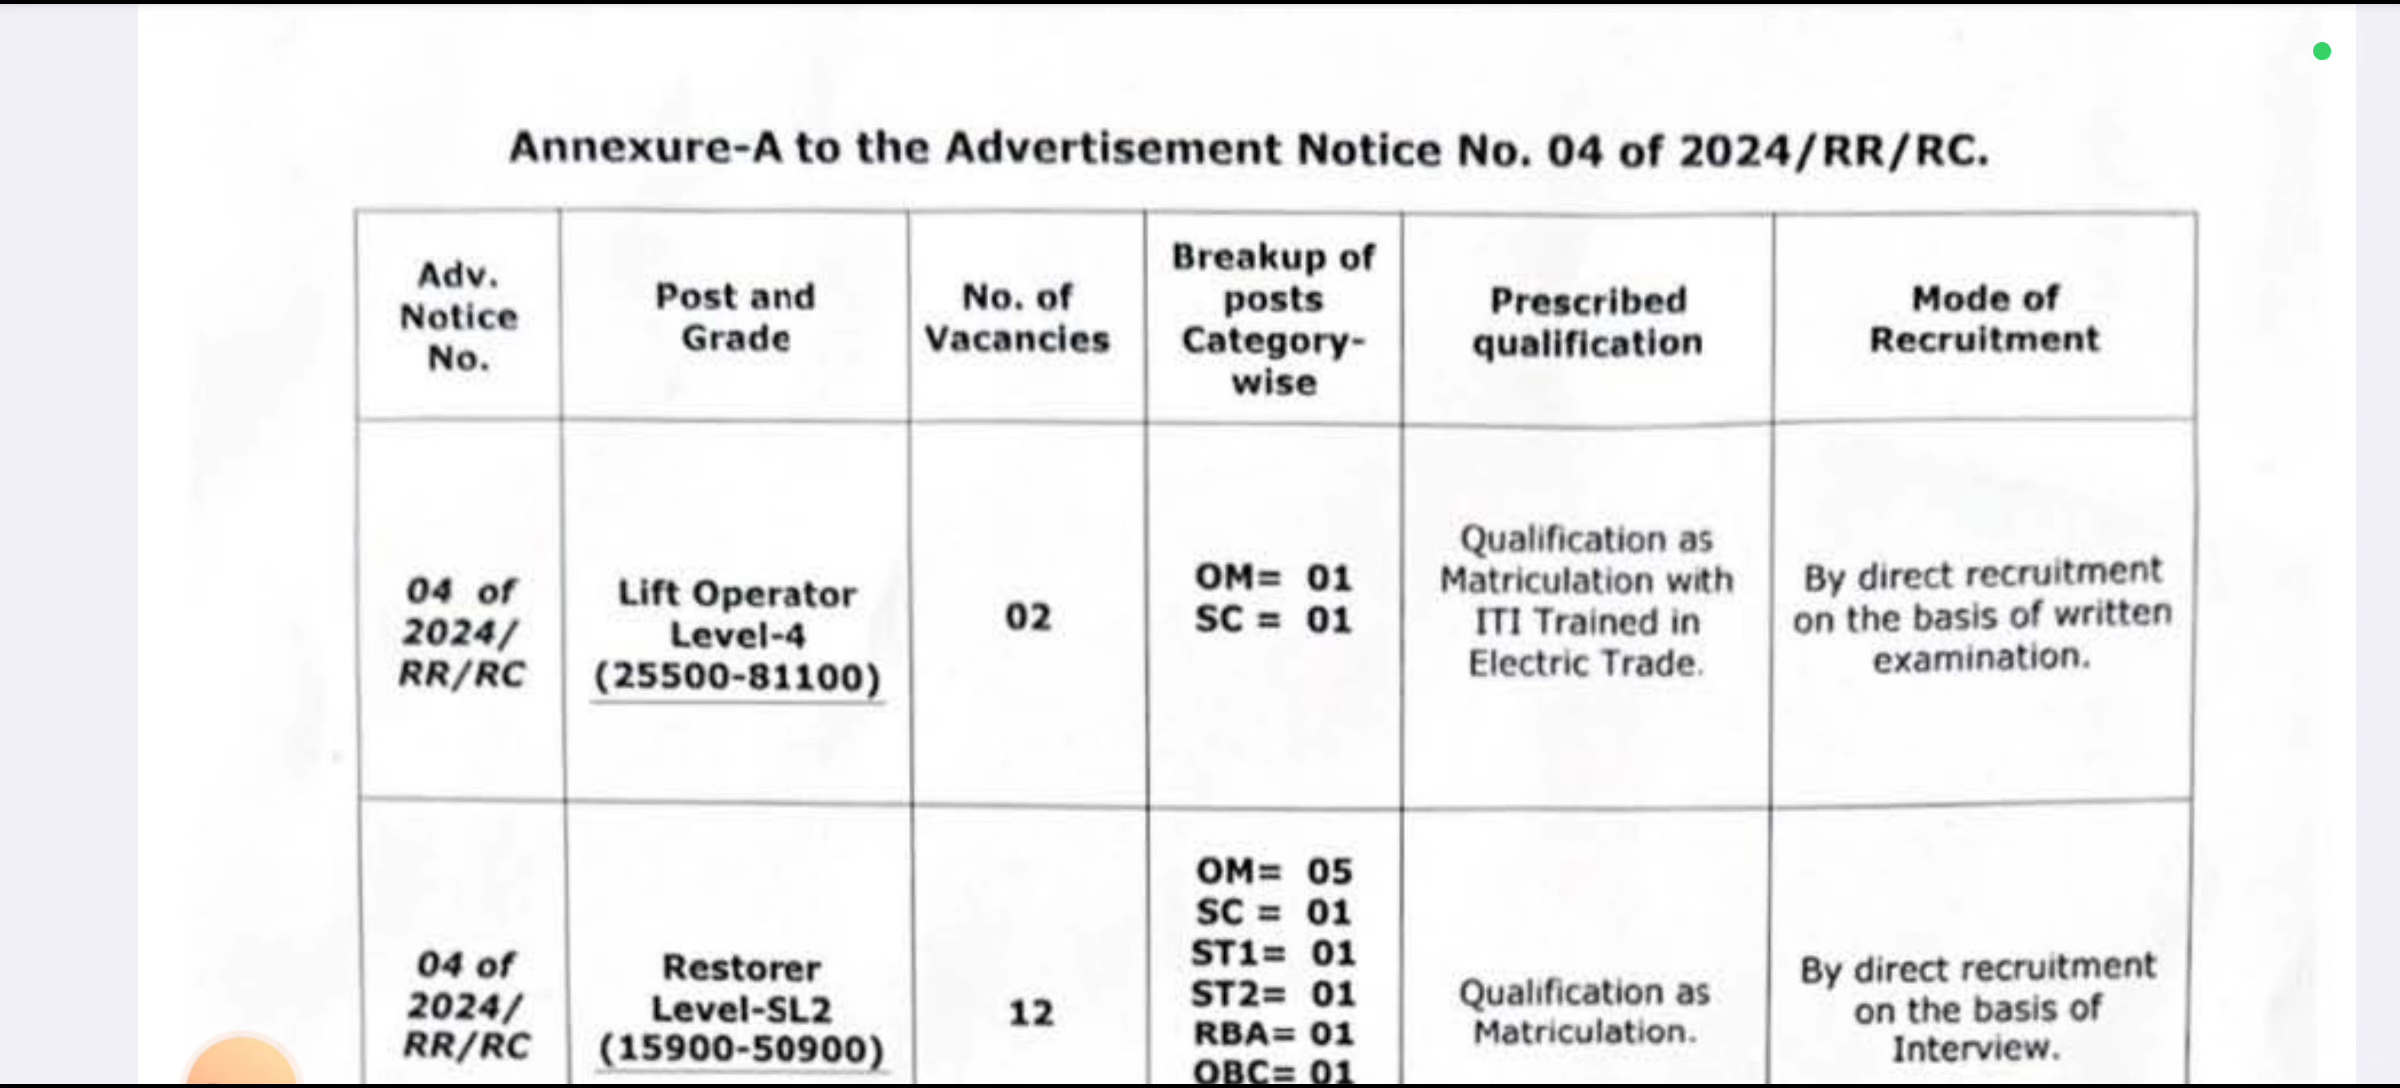 Annexure-A to the Advertisement Notice No. 04 of 2024/RR/RC.
Adv.
Notice
No.
Post and
Grade
No. of
Vacancies
Breakup of
posts
Category-
wise
Prescribed
qualification
Mode of
Recruitment
04 of
2024/
RR/RC
Lift Operator
Level-4
(25500-81100)
02
OM= 01
SC = 01
Qualification as
Matriculation with
ITI Trained in
Electric Trade.
By direct recruitment
on the basis of written
examination.
04 of
2024/
RR/RC
Restorer
Level-SL2
(15900-50900)
12
OM= 05
SC = 01
ST1= 01
ST2= 01
RBA= 01
OBC= 01
Qualification as
Matriculation.
By direct recruitment
on the basis of
Interview.